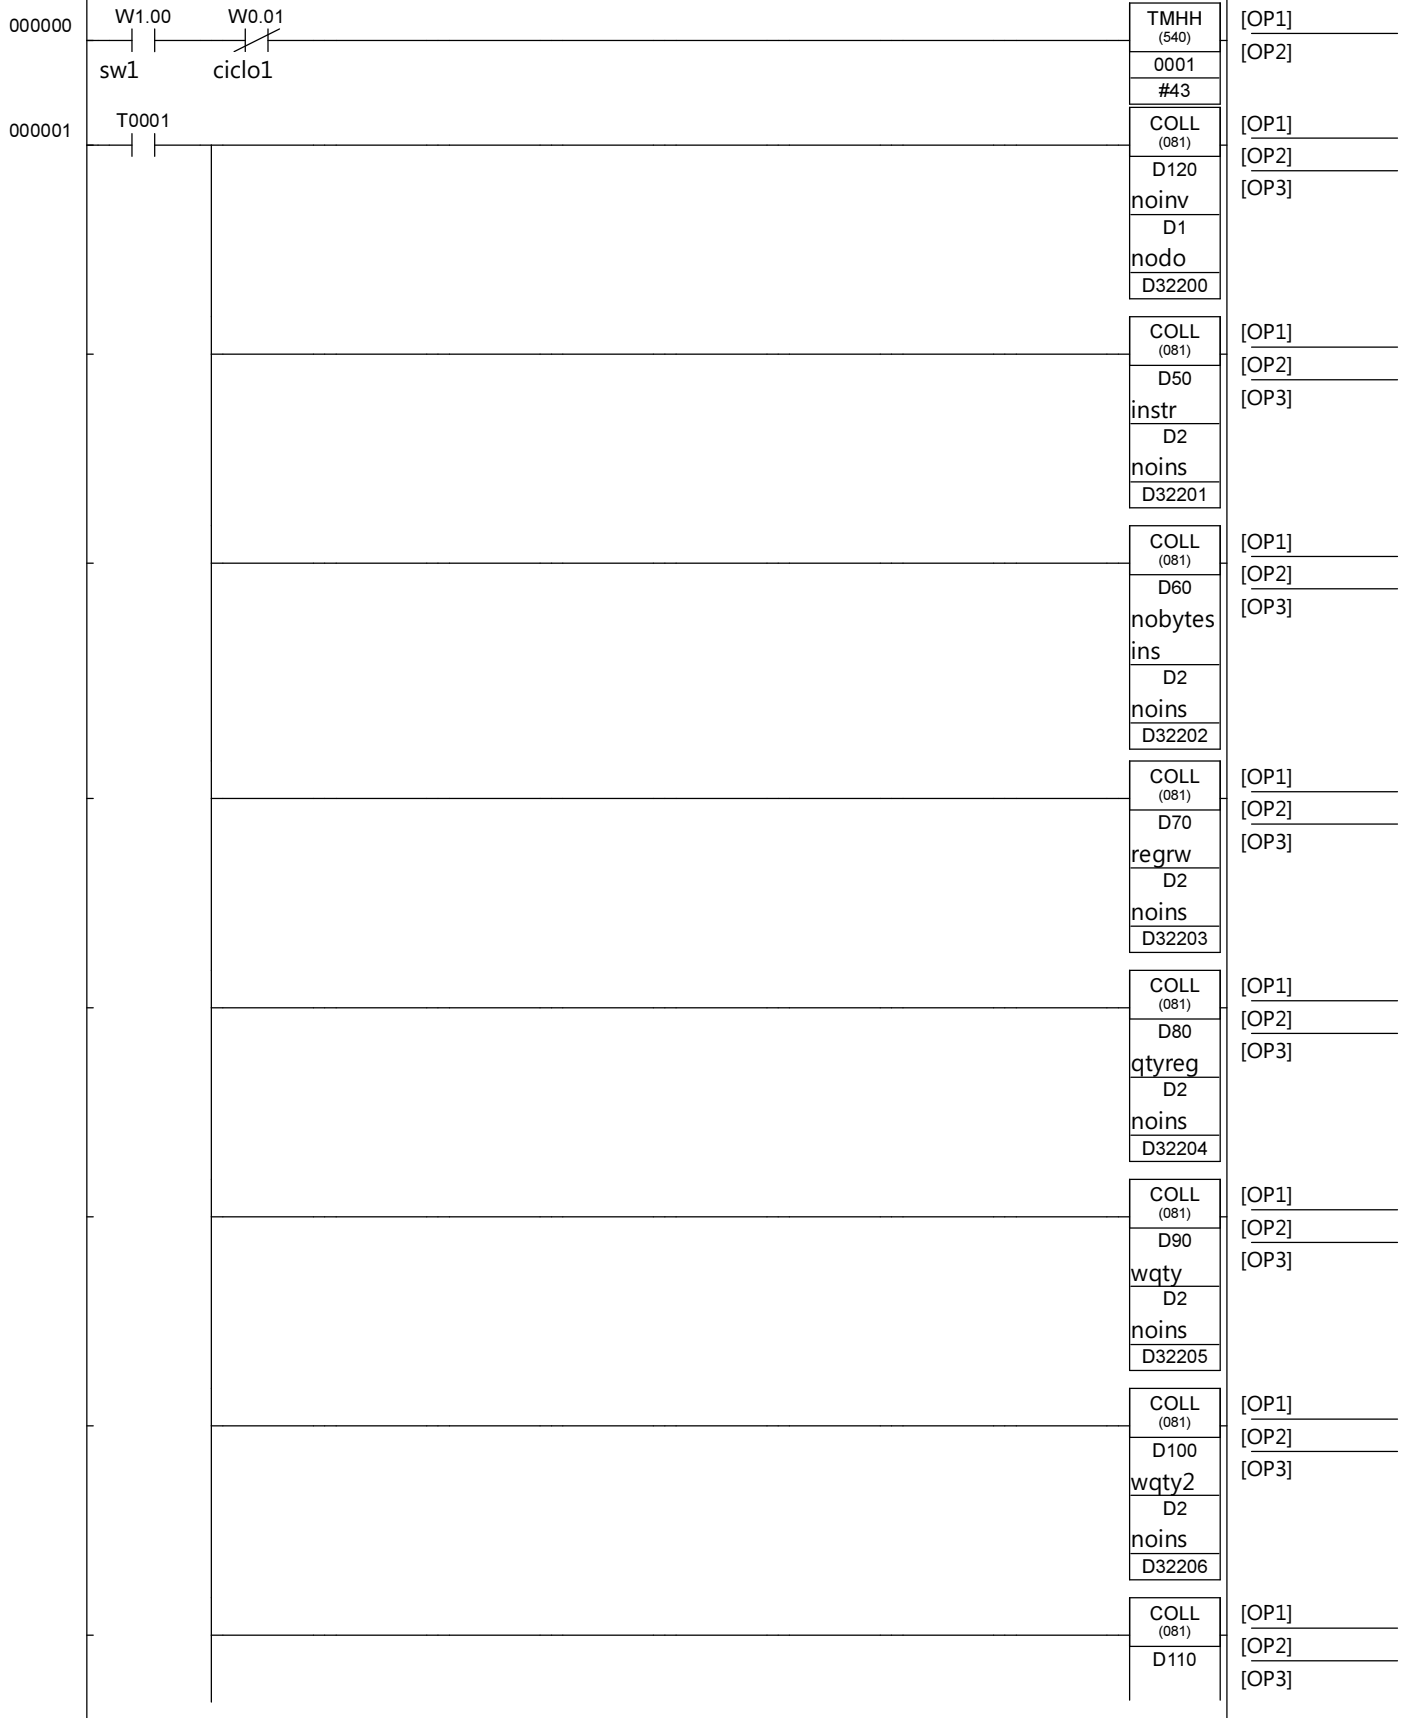 000000
W1.00
W0.01
sw1
ciclo1
TMHH
(540)
0001
#43
[OP1]
[OP2]
000001
T0001
COLL
(081)
D120
noinv
D1
nodo
D32200
[OP1]
[OP2]
[OP3]
COLL
(081)
D50
instr
D2
noins
D32201
[OP1]
[OP2]
[OP3]
COLL
(081)
D60
nobytes
ins
D2
noins
D32202
[OP1]
[OP2]
[OP3]
COLL
(081)
D70
regrw
D2
noins
D32203
[OP1]
[OP2]
[OP3]
COLL
(081)
D80
qtyreg
D2
noins
D32204
[OP1]
[OP2]
[OP3]
COLL
(081)
D90
wqty
D2
noins
D32205
[OP1]
[OP2]
[OP3]
COLL
(081)
D100
wqty2
D2
noins
D32206
[OP1]
[OP2]
[OP3]
COLL
(081)
D110
[OP1]
[OP2]
[OP3]